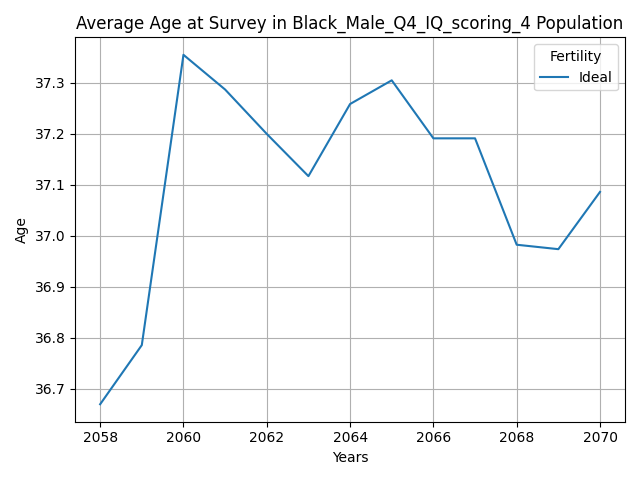 Average Age at Survey in Black_Male_Q4_IQ_scoring_4 Population
Fertility
Ideal
37.3
37.2
37.1
37.0
36.9
36.8
36.7
Age
2058 2060 2062 2064 2066 2068 2070
Years